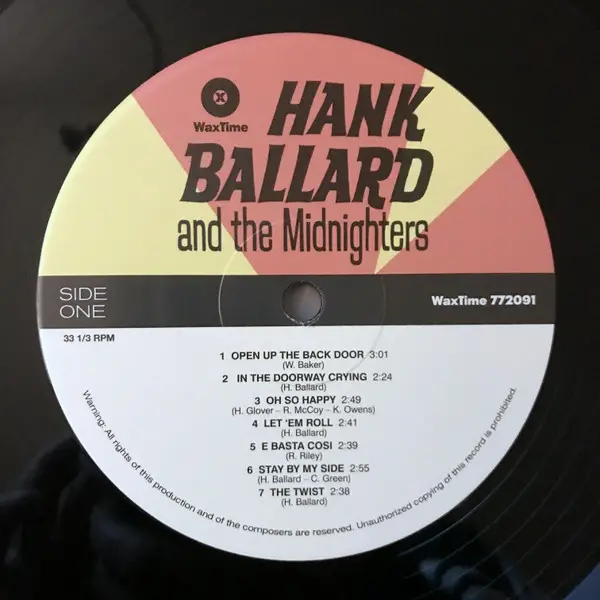 WaxTime
HANK
BALLARD
and the Midnighters
SIDE
ONE
WaxTime 772091
33 1/3 RPM
1 OPEN UP THE BACK DOOR 3:01
(W. Baker)
2 IN THE DOORWAY CRYING 2:24
(H. Ballard)
3 OH SO HAPPY 2:49
(H. Glover – R. McCoy – K. Owens)
4 LET 'EM ROLL 2:41
(H. Ballard)
5 E BASTA COSI 2:39
(R. Riley)
6 STAY BY MY SIDE 2:55
(H. Ballard – C. Green)
7 THE TWIST 2:38
(H. Ballard)
Warning: All rights of this production and of the composers are reserved. Unauthorized copying of this record is prohibited.